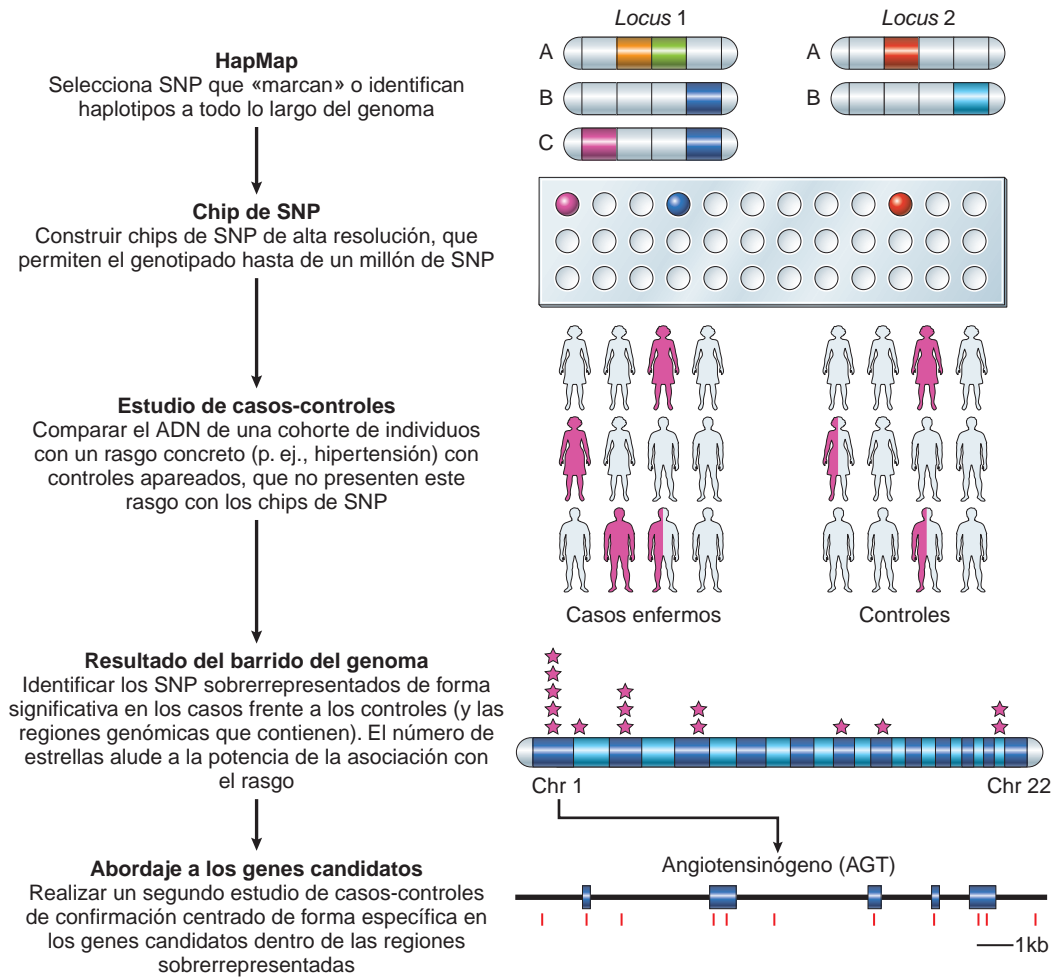 HapMap
Selecciona SNP que «marcan» o identifican
haplotipos a todo lo largo del genoma
Locus 1
Locus 2
A
B
C
A
B
Chip de SNP
Construir chips de SNP de alta resolución, que
permiten el genotipado hasta de un millón de SNP
Estudio de casos-controles
Comparar el ADN de una cohorte de individuos
con un rasgo concreto (p. ej., hipertensión) con
controles apareados, que no presenten este
rasgo con los chips de SNP
Casos enfermos
Controles
Resultado del barrido del genoma
Identificar los SNP sobrerrepresentados de forma
significativa en los casos frente a los controles (y las
regiones genómicas que contienen). El número de
estrellas alude a la potencia de la asociación con
el rasgo
Chr 1
Chr 22
Abordaje a los genes candidatos
Realizar un segundo estudio de casos-controles
de confirmación centrado de forma específica en
los genes candidatos dentro de las regiones
sobrerrepresentadas
Angiotensinógeno (AGT)
1kb